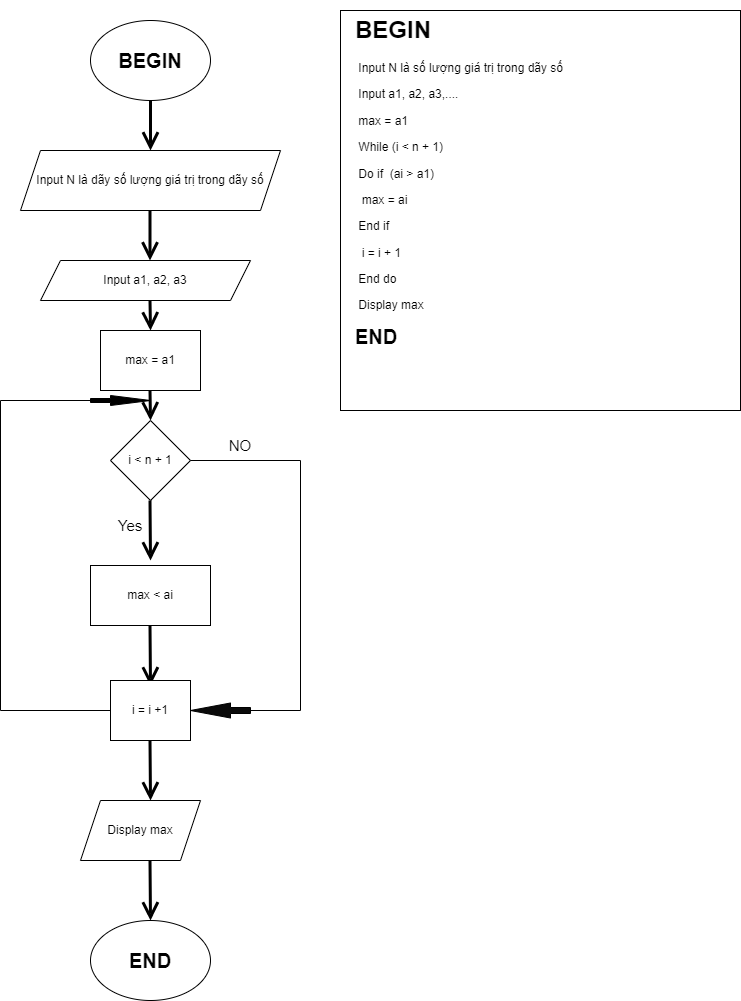 BEGIN
Input N là dãy số lượng giá trị trong dãy số
Input a1, a2, a3
max = a1
i < n + 1
NO
Yes
max < ai
i = i +1
Display max
END
BEGIN
Input N là số lượng giá trị trong dãy số
Input a1, a2, a3,....
max = a1
While (i < n + 1)
Do if (ai > a1)
max = ai
End if
i = i + 1
End do
Display max
END